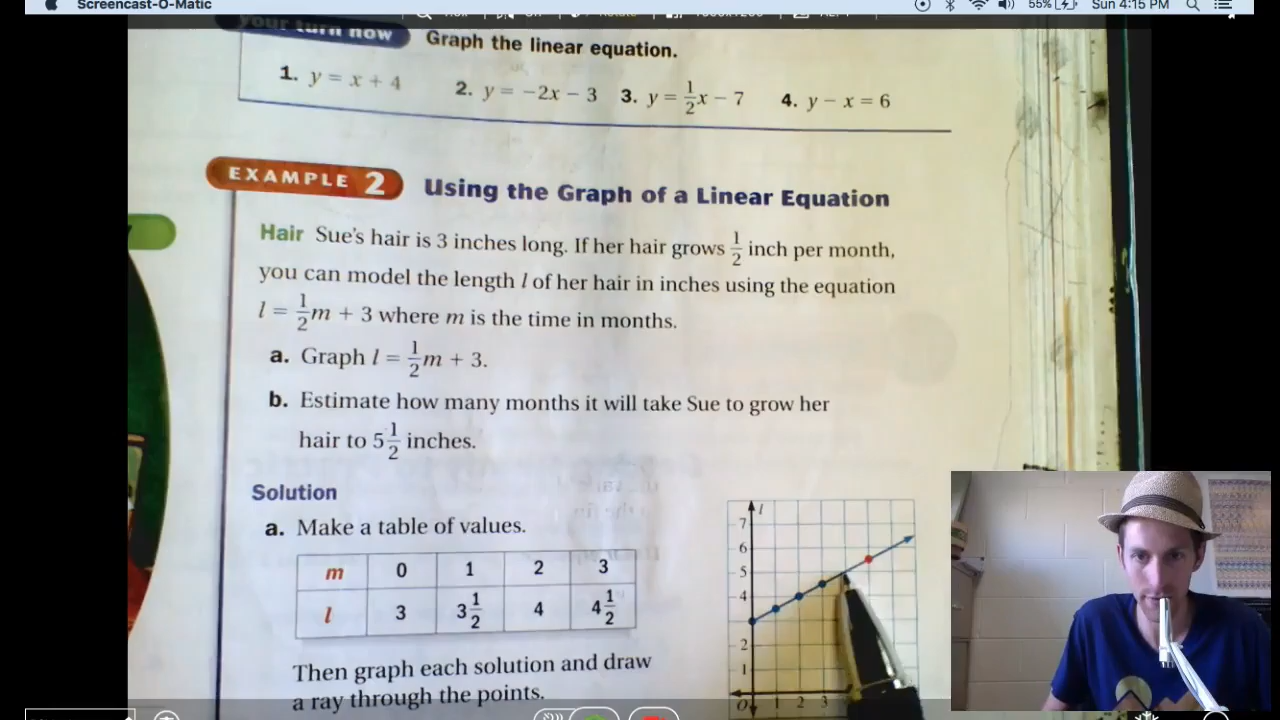 Screencast-O-Matic
55%
Sun 4:15 PM
your turn now Graph the linear equation.
1. y = x + 4 2. y = −2x − 3 3. y = 1/2x − 7 4. y − x = 6
EXAMPLE 2 Using the Graph of a Linear Equation
Hair Sue's hair is 3 inches long. If her hair grows 1/2 inch per month,
you can model the length l of her hair in inches using the equation
l = 1/2m + 3 where m is the time in months.
a. Graph l = 1/2m + 3.
b. Estimate how many months it will take Sue to grow her
hair to 5 1/2 inches.
Solution
a. Make a table of values.
m 0 1 2 3
l 3 3 1/2 4 4 1/2
Then graph each solution and draw
a ray through the points.
l
7
6
5
4
2
1
O 1 2 3